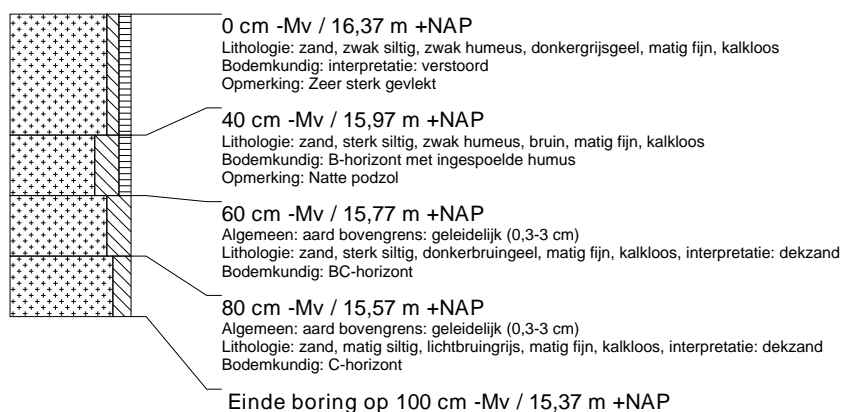 0 cm -Mv / 16,37 m +NAP
Lithologie: zand, zwak siltig, zwak humeus, donkergrijsgeel, matig fijn, kalkloos
Bodemkundig: interpretatie: verstoord
Opmerking: Zeer sterk gevlekt
40 cm -Mv / 15,97 m +NAP
Lithologie: zand, sterk siltig, zwak humeus, bruin, matig fijn, kalkloos
Bodemkundig: B-horizont met ingespoelde humus
Opmerking: Natte podzol
60 cm -Mv / 15,77 m +NAP
Algemeen: aard bovengrens: geleidelijk (0,3-3 cm)
Lithologie: zand, sterk siltig, donkerbruingeel, matig fijn, kalkloos, interpretatie: dekzand
Bodemkundig: BC-horizont
80 cm -Mv / 15,57 m +NAP
Algemeen: aard bovengrens: geleidelijk (0,3-3 cm)
Lithologie: zand, matig siltig, lichtbruingrijs, matig fijn, kalkloos, interpretatie: dekzand
Bodemkundig: C-horizont
Einde boring op 100 cm -Mv / 15,37 m +NAP